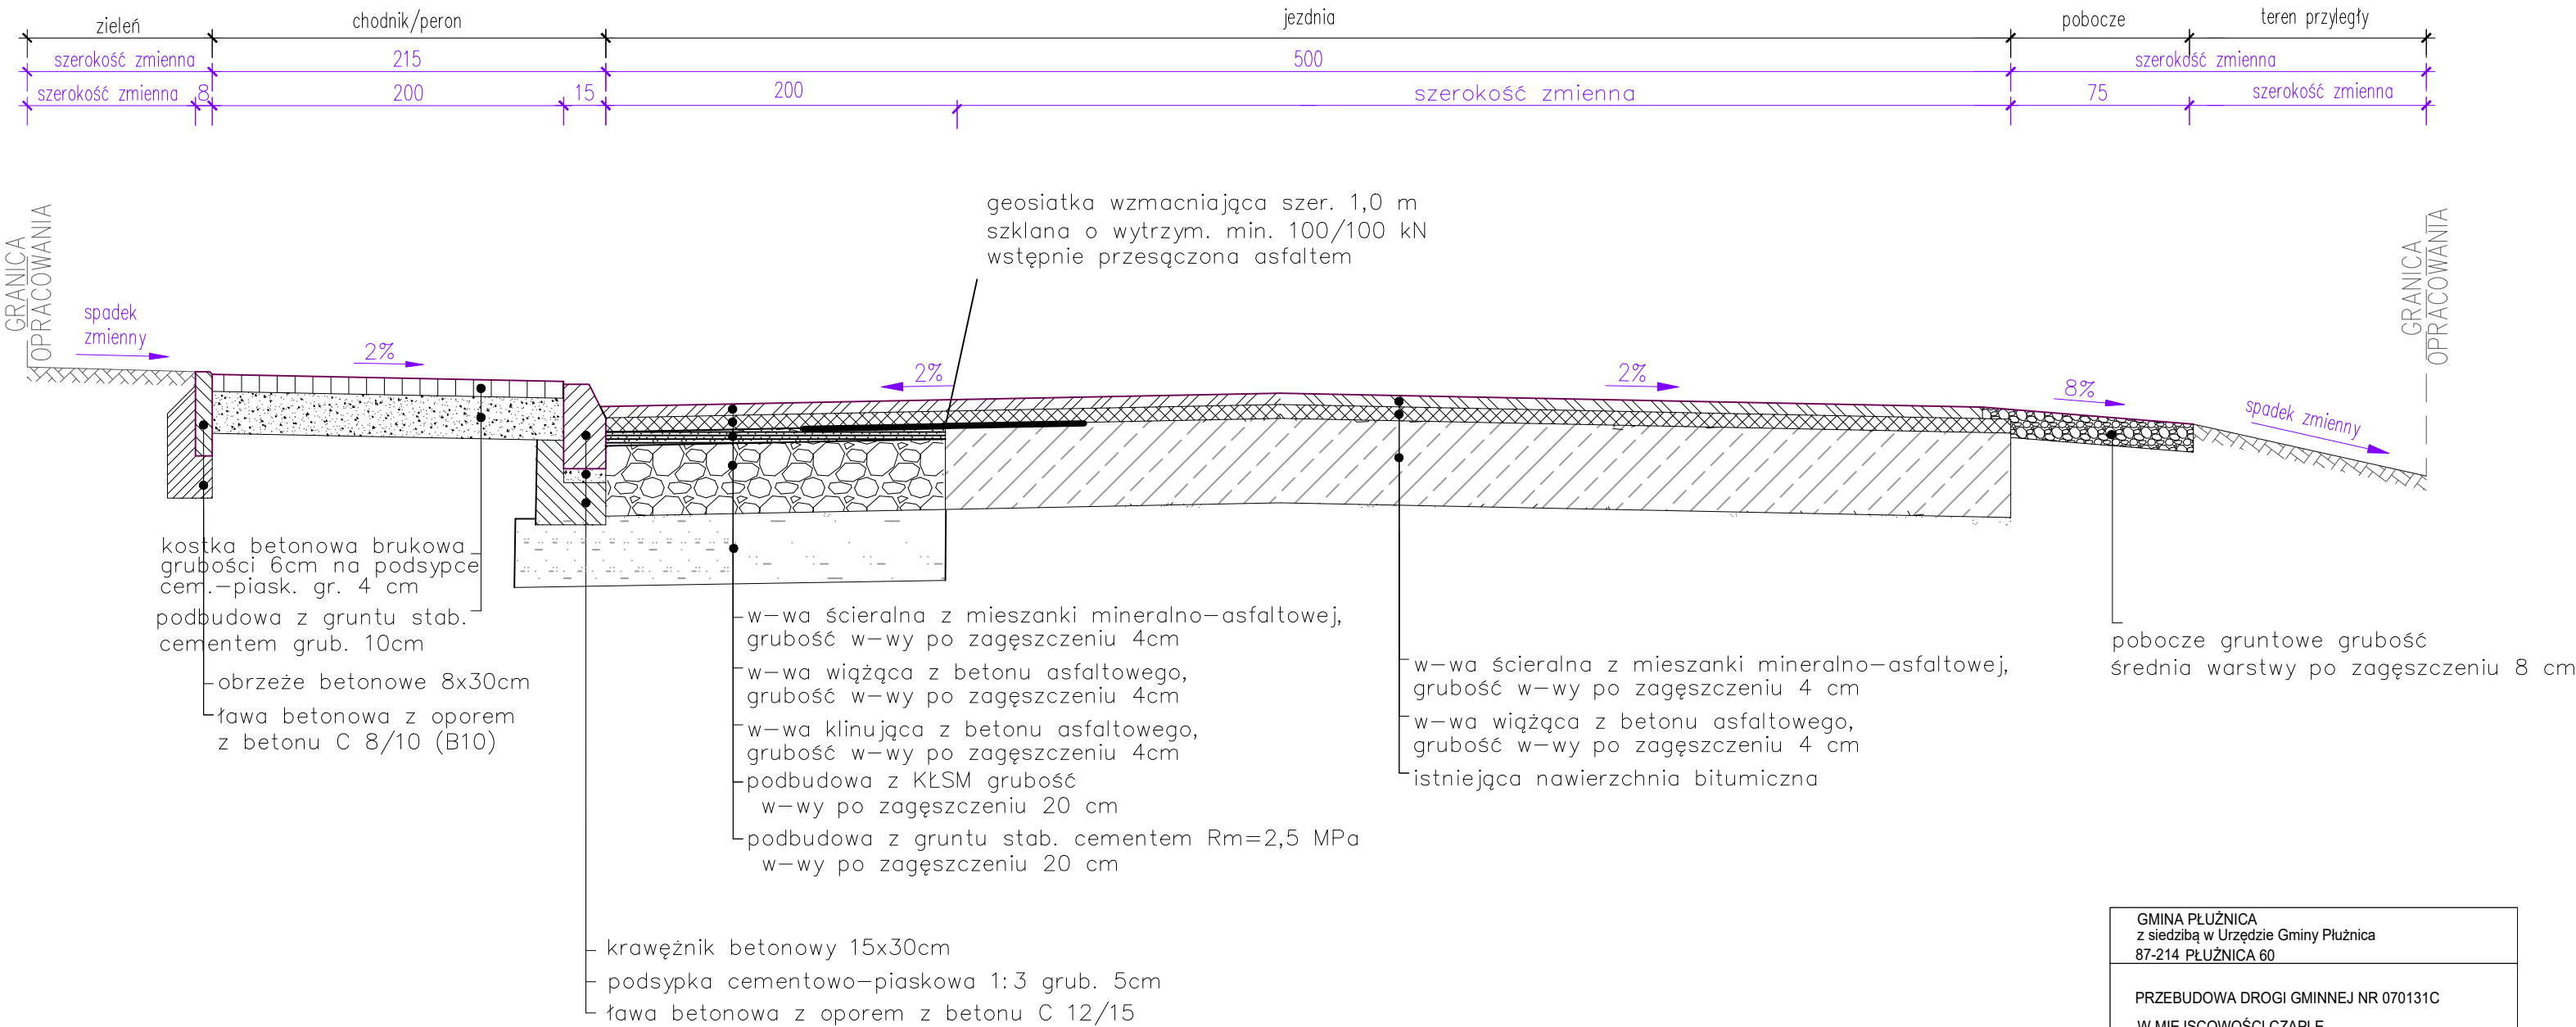 zieleń
chodnik/peron
jezdnia
pobocze
teren przyległy
szerokość zmienna
215
500
szerokość zmienna
szerokość zmienna
8
200
15
200
szerokość zmienna
75
szerokość zmienna
GRANICA
OPRACOWANIA
geosiatka wzmacniająca szer. 1,0 m
szklana o wytrzym. min. 100/100 kN
wstępnie przesączona asfaltem
GRANICA
OPRACOWANIA
spadek
zmienny
2%
2%
2%
8%
spadek zmienny
kostka betonowa brukowa
grubości 6cm na podsypce
cem.-piask. gr. 4 cm
podbudowa z gruntu stab.
cementem grub. 10cm
obrzeże betonowe 8x30cm
ława betonowa z oporem
z betonu C 8/10 (B10)
w-wa ścieralna z mieszanki mineralno-asfaltowej,
grubość w-wy po zagęszczeniu 4cm
w-wa wiążąca z betonu asfaltowego,
grubość w-wy po zagęszczeniu 4cm
w-wa klinująca z betonu asfaltowego,
grubość w-wy po zagęszczeniu 4cm
podbudowa z KŁSM grubość
w-wy po zagęszczeniu 20 cm
podbudowa z gruntu stab. cementem Rm=2,5 MPa
w-wy po zagęszczeniu 20 cm
w-wa ścieralna z mieszanki mineralno-asfaltowej,
grubość w-wy po zagęszczeniu 4 cm
w-wa wiążąca z betonu asfaltowego,
grubość w-wy po zagęszczeniu 4 cm
istniejąca nawierzchnia bitumiczna
pobocze gruntowe grubość
średnia warstwy po zagęszczeniu 8 cm
krawężnik betonowy 15x30cm
podsypka cementowo-piaskowa 1:3 grub. 5cm
ława betonowa z oporem z betonu C 12/15
GMINA PŁUŻNICA
z siedzibą w Urzędzie Gminy Płużnica
87-214 PŁUŻNICA 60
PRZEBUDOWA DROGI GMINNEJ NR 070131C
W MIEJSCOWOŚCI CZAPLE